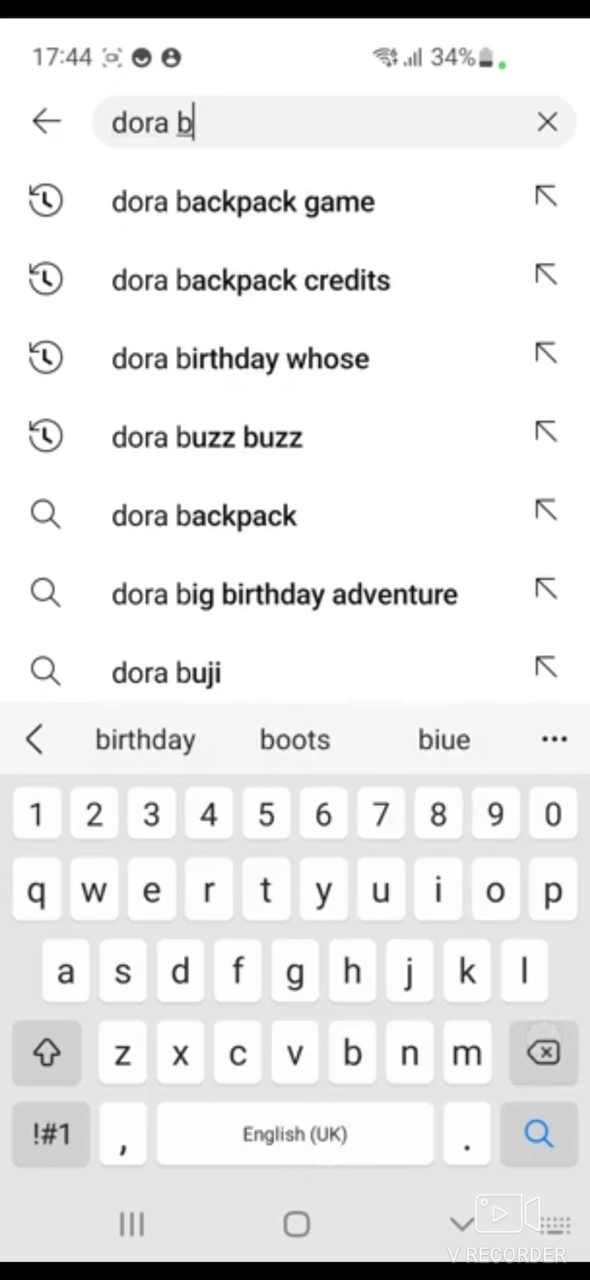 17:44 34%
dora b
dora backpack game
dora backpack credits
dora birthday whose
dora buzz buzz
dora backpack
dora big birthday adventure
dora buji
birthday boots biue
1 2 3 4 5 6 7 8 9 0
q w e r t y u i o p
a s d f g h j k l
z x c v b n m
!#1 , English (UK) .
V RECORDER